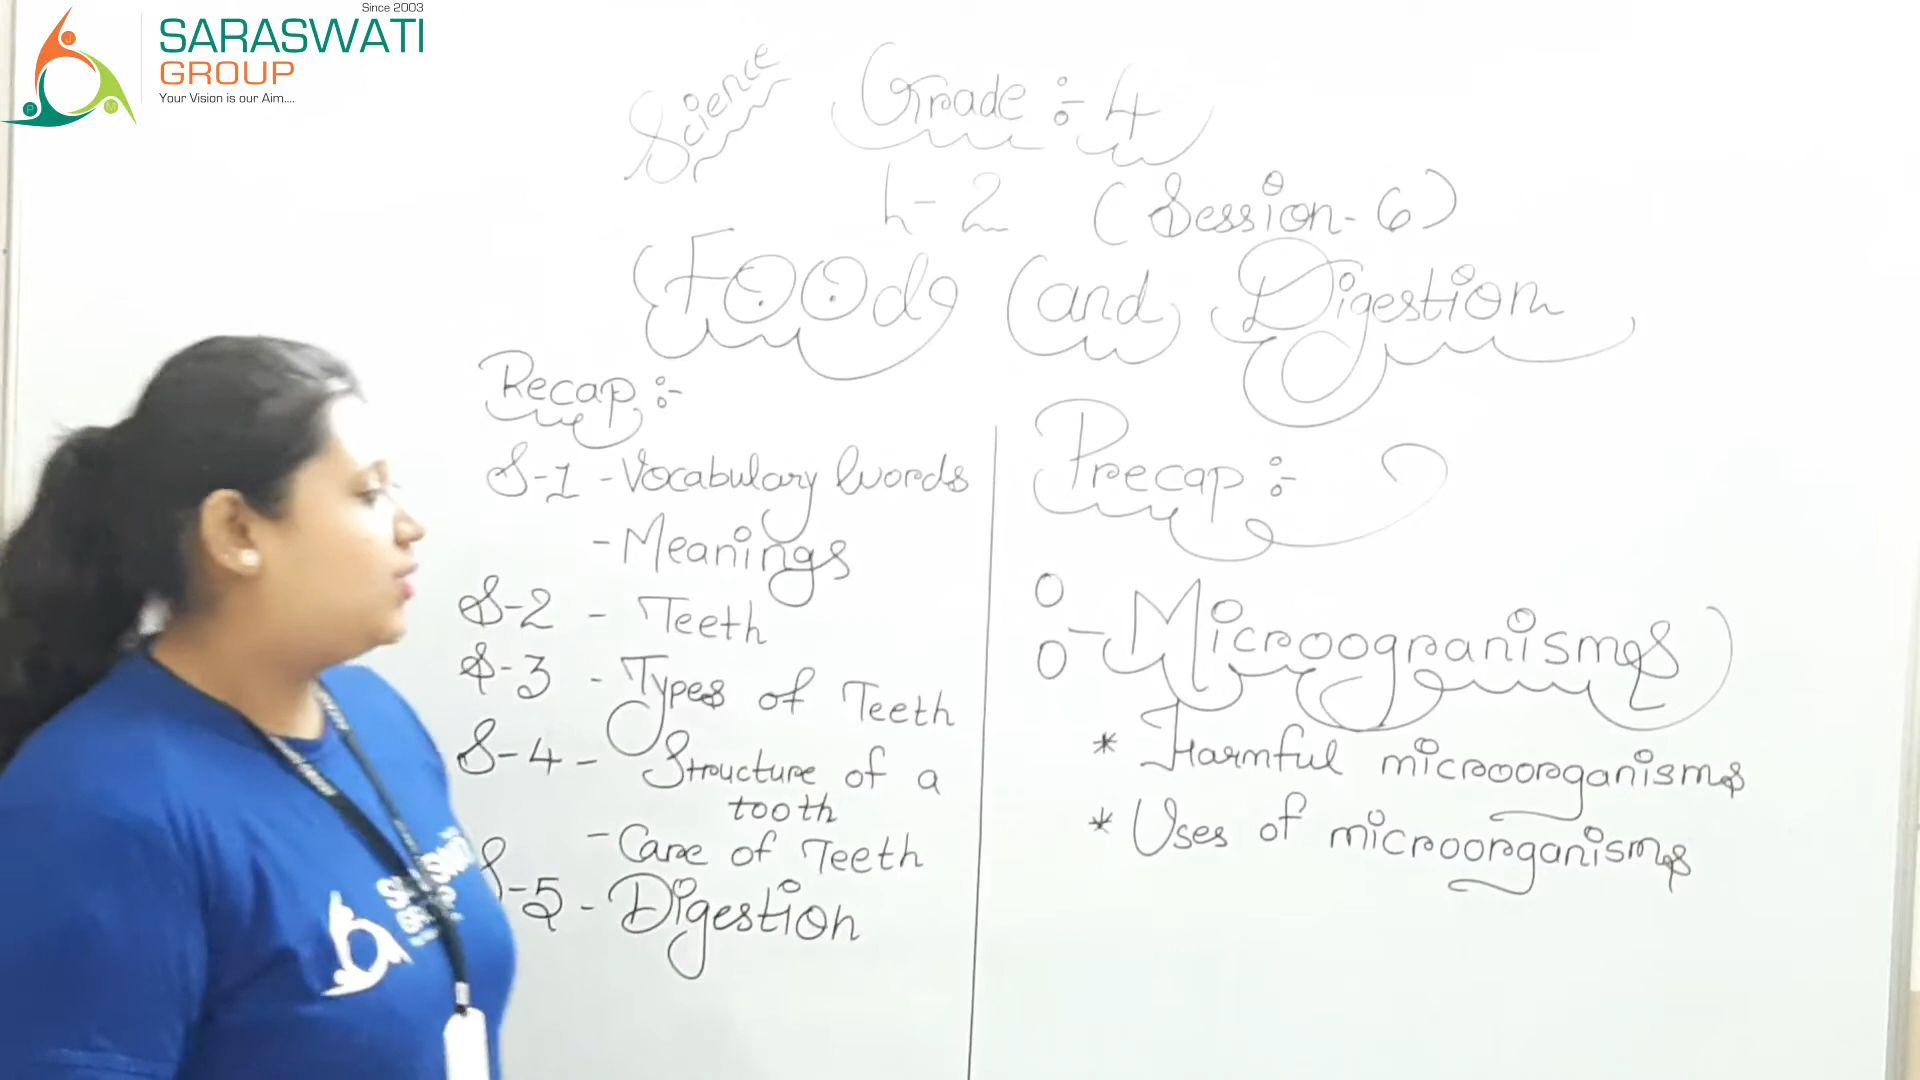 Since 2003
SARASWATI
GROUP
Your Vision is our Aim....
Science
Grade :- 4
L-2 (Session-6)
Food and Digestion
Recap :-
S-1 - Vocabulary Words
- Meanings
S-2 - Teeth
S-3 - Types of Teeth
S-4 - Structure of a
tooth
- Care of Teeth
S-5 - Digestion
Precap :-
- Microogranisms
* Harmful microorganisms
* Uses of microorganisms